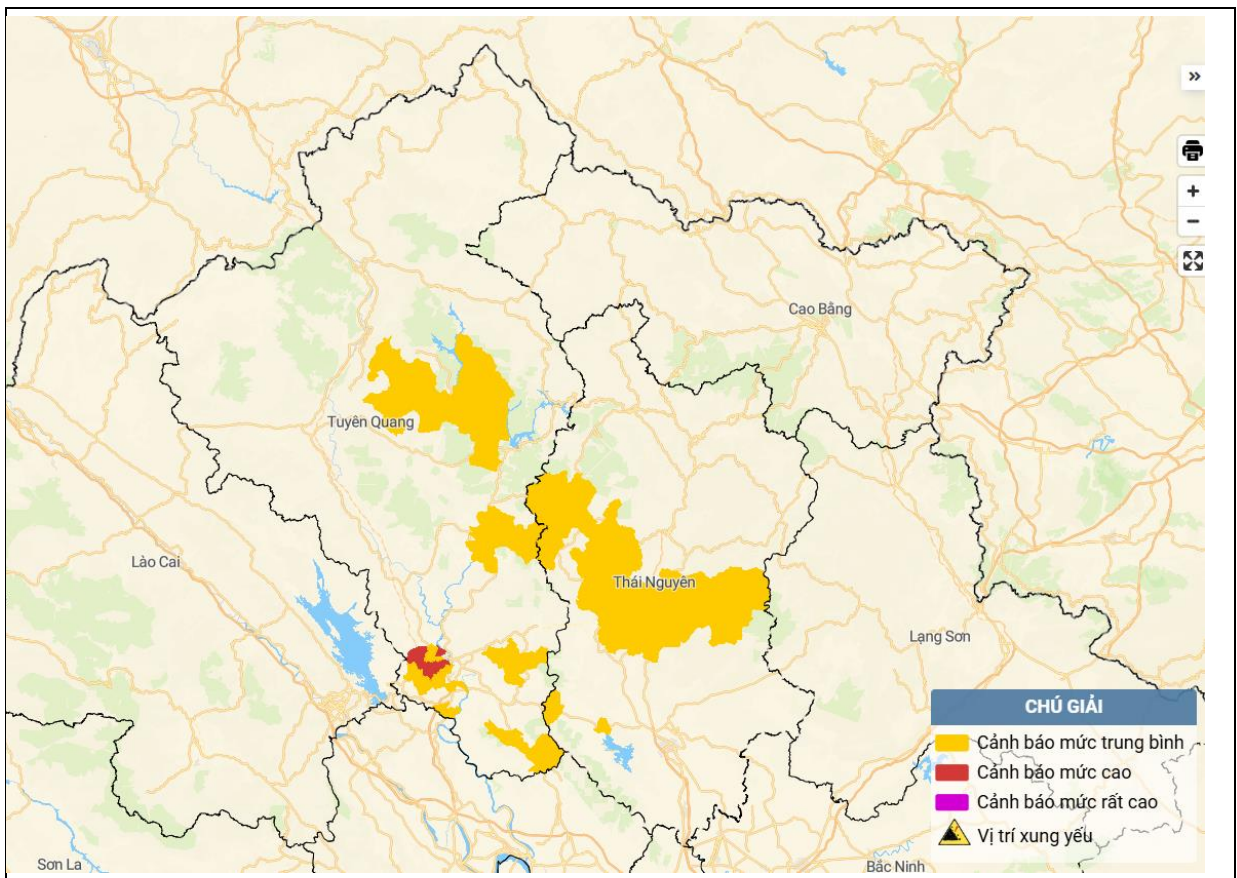 »
Cao Bằng
+
−
Tuyên Quang
Lào Cai
Thái Nguyên
Lạng Sơn
CHÚ GIẢI
Cảnh báo mức trung bình
Cảnh báo mức cao
Cảnh báo mức rất cao
Vị trí xung yếu
Sơn La
Bắc Ninh